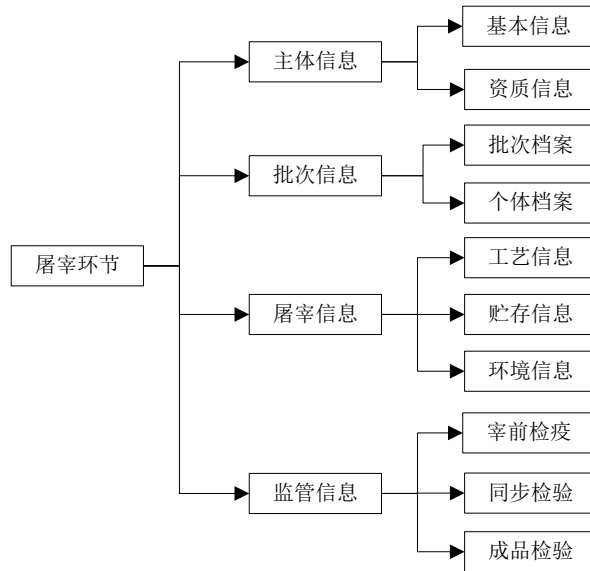 屠宰环节
主体信息
基本信息
资质信息
批次信息
批次档案
个体档案
屠宰信息
工艺信息
贮存信息
环境信息
监管信息
宰前检疫
同步检验
成品检验